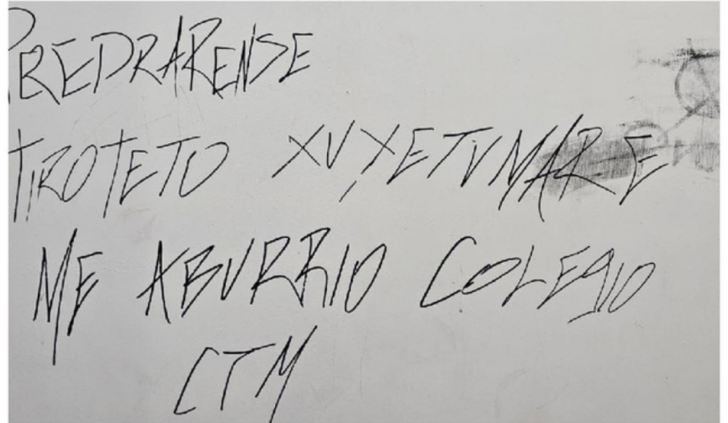 PREDRARENSE
TIROTETO XUXETUMARE
ME ABURRIO COLEGIO
CTM